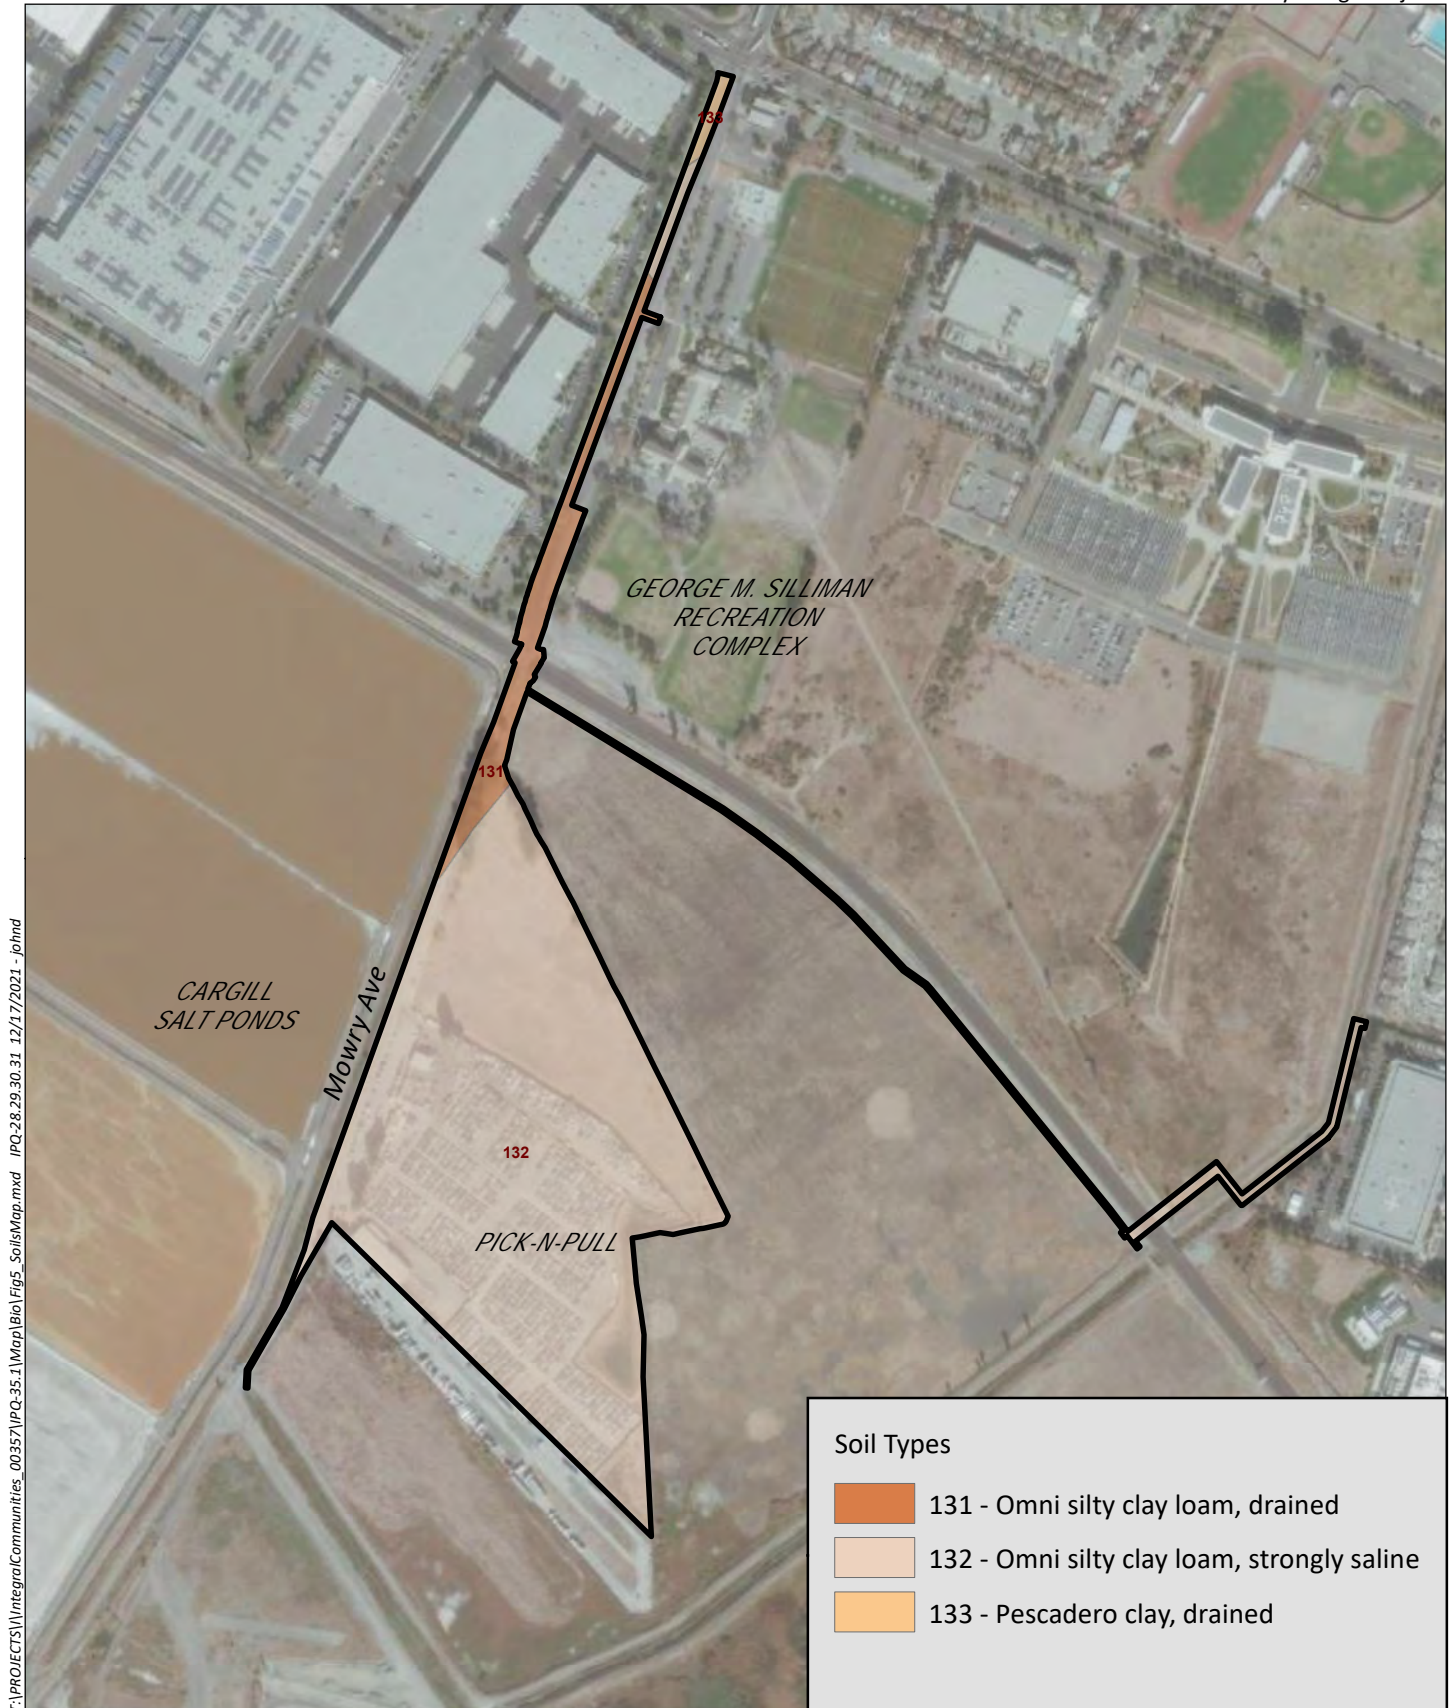 133
GEORGE M. SILLIMAN
RECREATION
COMPLEX
131
CARGILL
SALT PONDS
Mowry Ave
132
PICK-N-PULL
Soil Types
131 - Omni silty clay loam, drained
132 - Omni silty clay loam, strongly saline
133 - Pescadero clay, drained
T:\PROJECTS\I\IntegralCommunities_00357\IPQ-35.1\Map\Bio\Fig5_SoilsMap.mxd IPQ-28.29.30.31 12/17/2021 - johnd